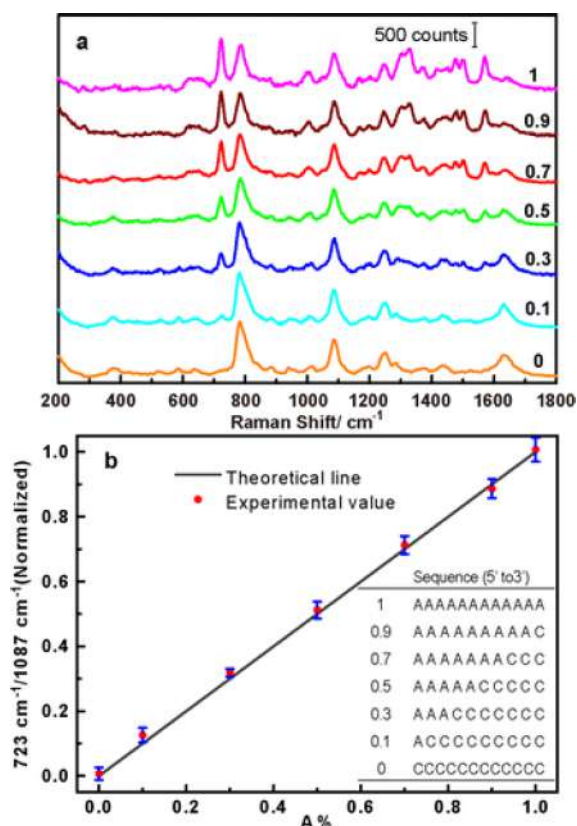 a
500 counts
1
0.9
0.7
0.5
0.3
0.1
0
200 400 600 800 1000 1200 1400 1600 1800
Raman Shift/ cm-1
b
723 cm-1/1087 cm-1(Normalized)
1.0
0.8
0.6
0.4
0.2
0.0
Theoretical line
Experimental value
Sequence (5' to3')
1 AAAAAAAAAAAA
0.9 AAAAAAAAAC
0.7 AAAAAAACCC
0.5 AAAAACCCCC
0.3 AAACCCCCCC
0.1 ACCCCCCCCC
0 CCCCCCCCCCCC
0.0 0.2 0.4 0.6 0.8 1.0
A%